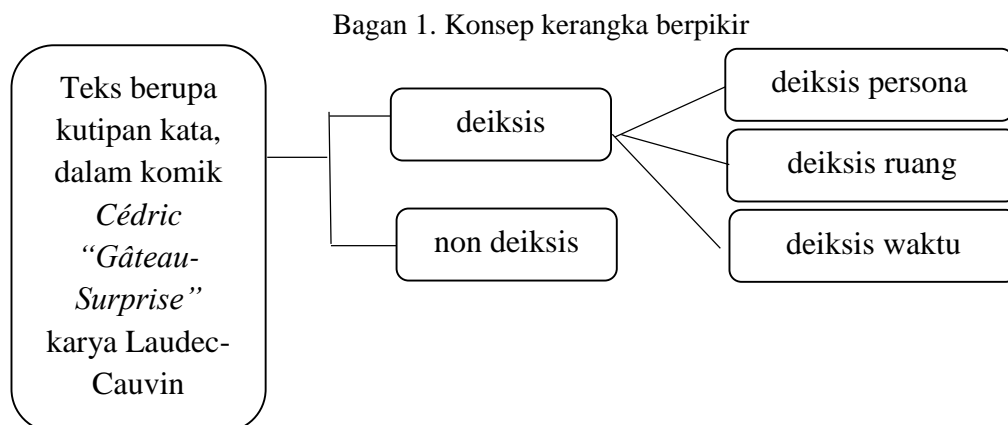 Bagan 1. Konsep kerangka berpikir
Teks berupa
kutipan kata,
dalam komik
Cédric
“Gâteau-
Surprise”
karya Laudec-
Cauvin
deiksis
non deiksis
deiksis persona
deiksis ruang
deiksis waktu